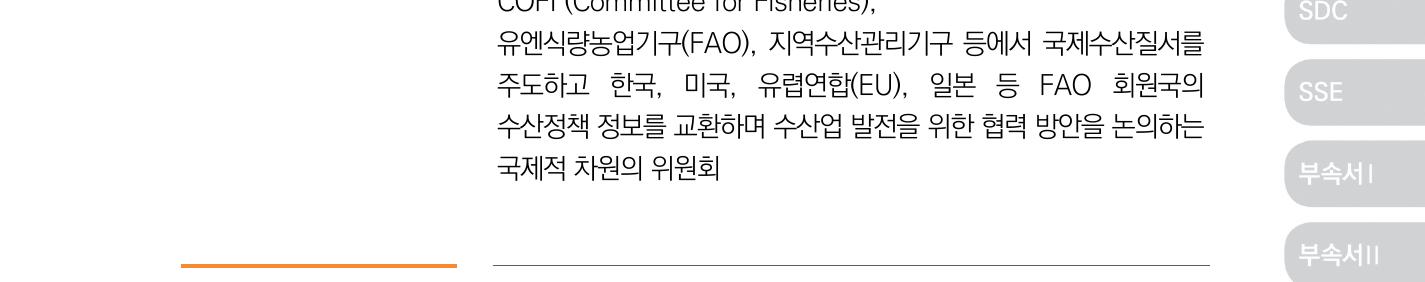 COFI (Committee for Fisheries),
유엔식량농업기구(FAO), 지역수산관리기구 등에서 국제수산질서를
주도하고 한국, 미국, 유럽연합(EU), 일본 등 FAO 회원국의
수산정책 정보를 교환하며 수산업 발전을 위한 협력 방안을 논의하는
국제적 차원의 위원회
SDC
SSE
부속서Ⅰ
부속서Ⅱ